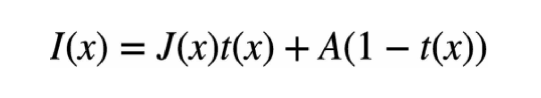 I(x) = J(x)t(x) + A(1 − t(x))